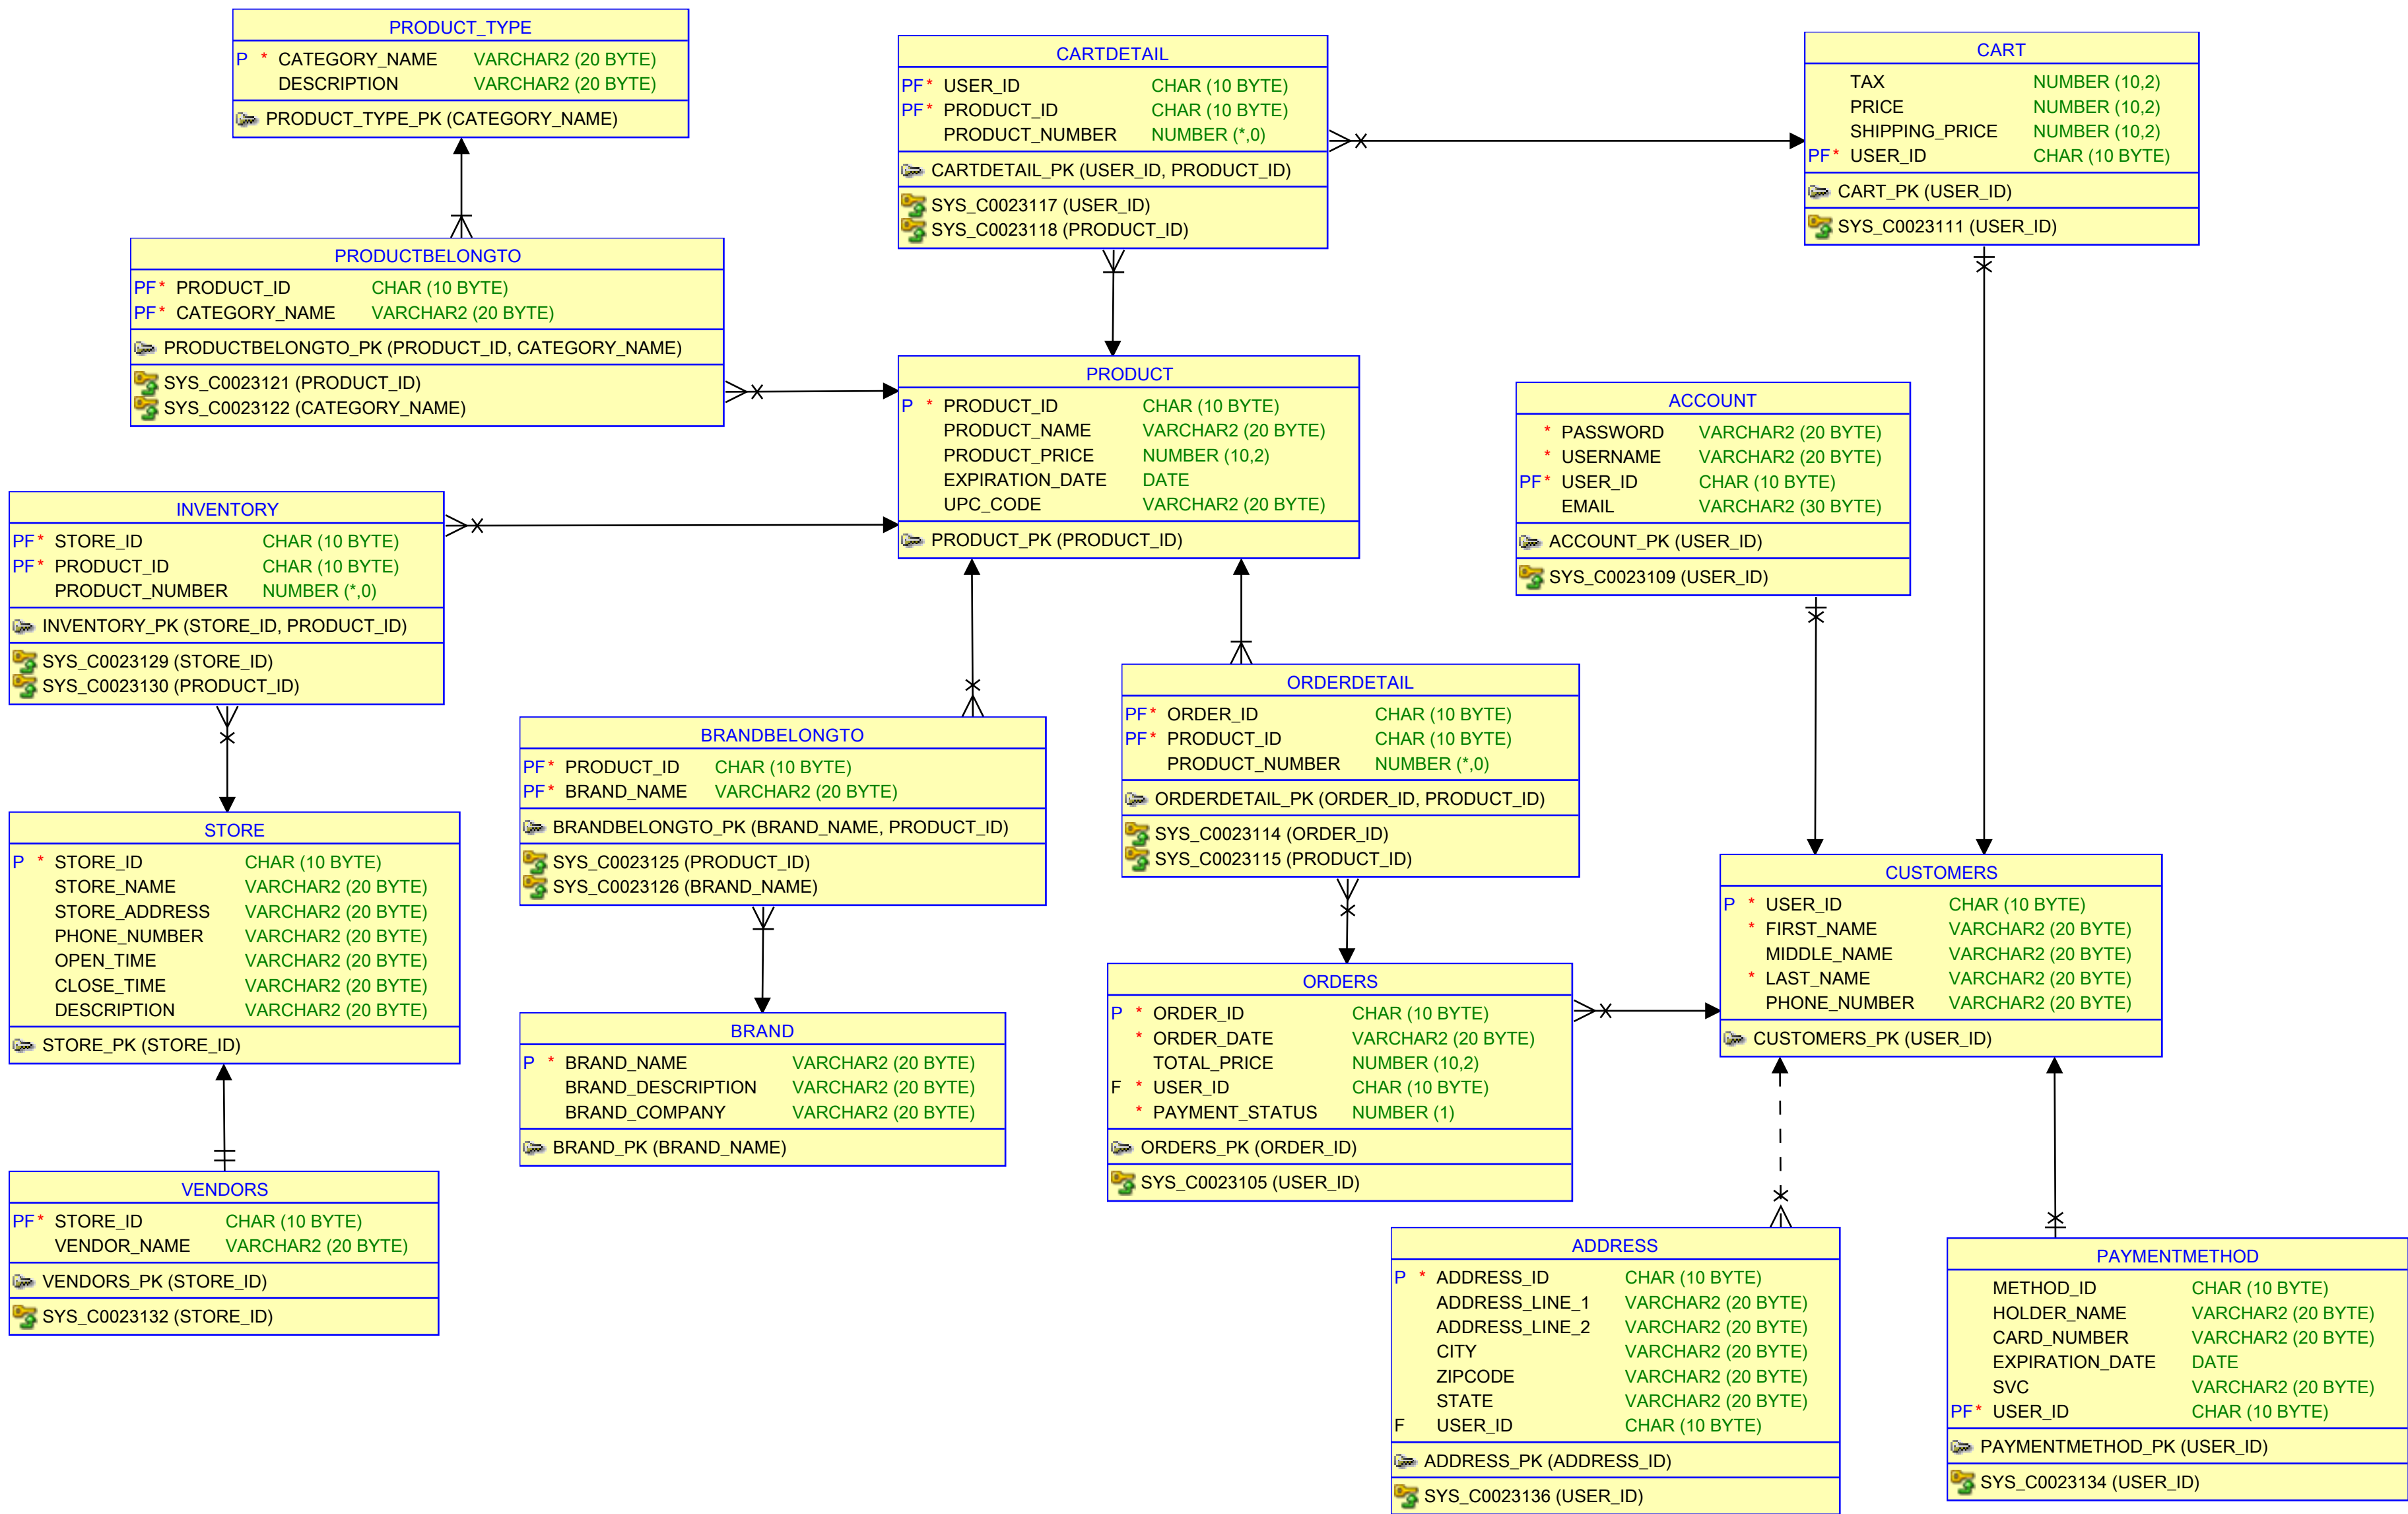 PRODUCT_TYPE
P * CATEGORY_NAME VARCHAR2 (20 BYTE)
DESCRIPTION VARCHAR2 (20 BYTE)
PRODUCT_TYPE_PK (CATEGORY_NAME)
CARTDETAIL
PF* USER_ID CHAR (10 BYTE)
PF* PRODUCT_ID CHAR (10 BYTE)
PRODUCT_NUMBER NUMBER (*,0)
CARTDETAIL_PK (USER_ID, PRODUCT_ID)
SYS_C0023117 (USER_ID)
SYS_C0023118 (PRODUCT_ID)
CART
TAX NUMBER (10,2)
PRICE NUMBER (10,2)
SHIPPING_PRICE NUMBER (10,2)
PF* USER_ID CHAR (10 BYTE)
CART_PK (USER_ID)
SYS_C0023111 (USER_ID)
PRODUCTBELONGTO
PF* PRODUCT_ID CHAR (10 BYTE)
PF* CATEGORY_NAME VARCHAR2 (20 BYTE)
PRODUCTBELONGTO_PK (PRODUCT_ID, CATEGORY_NAME)
SYS_C0023121 (PRODUCT_ID)
SYS_C0023122 (CATEGORY_NAME)
PRODUCT
P * PRODUCT_ID CHAR (10 BYTE)
PRODUCT_NAME VARCHAR2 (20 BYTE)
PRODUCT_PRICE NUMBER (10,2)
EXPIRATION_DATE DATE
UPC_CODE VARCHAR2 (20 BYTE)
PRODUCT_PK (PRODUCT_ID)
ACCOUNT
* PASSWORD VARCHAR2 (20 BYTE)
* USERNAME VARCHAR2 (20 BYTE)
PF* USER_ID CHAR (10 BYTE)
EMAIL VARCHAR2 (30 BYTE)
ACCOUNT_PK (USER_ID)
SYS_C0023109 (USER_ID)
INVENTORY
PF* STORE_ID CHAR (10 BYTE)
PF* PRODUCT_ID CHAR (10 BYTE)
PRODUCT_NUMBER NUMBER (*,0)
INVENTORY_PK (STORE_ID, PRODUCT_ID)
SYS_C0023129 (STORE_ID)
SYS_C0023130 (PRODUCT_ID)
BRANDBELONGTO
PF* PRODUCT_ID CHAR (10 BYTE)
PF* BRAND_NAME VARCHAR2 (20 BYTE)
BRANDBELONGTO_PK (BRAND_NAME, PRODUCT_ID)
SYS_C0023125 (PRODUCT_ID)
SYS_C0023126 (BRAND_NAME)
ORDERDETAIL
PF* ORDER_ID CHAR (10 BYTE)
PF* PRODUCT_ID CHAR (10 BYTE)
PRODUCT_NUMBER NUMBER (*,0)
ORDERDETAIL_PK (ORDER_ID, PRODUCT_ID)
SYS_C0023114 (ORDER_ID)
SYS_C0023115 (PRODUCT_ID)
STORE
P * STORE_ID CHAR (10 BYTE)
STORE_NAME VARCHAR2 (20 BYTE)
STORE_ADDRESS VARCHAR2 (20 BYTE)
PHONE_NUMBER VARCHAR2 (20 BYTE)
OPEN_TIME VARCHAR2 (20 BYTE)
CLOSE_TIME VARCHAR2 (20 BYTE)
DESCRIPTION VARCHAR2 (20 BYTE)
STORE_PK (STORE_ID)
CUSTOMERS
P * USER_ID CHAR (10 BYTE)
* FIRST_NAME VARCHAR2 (20 BYTE)
MIDDLE_NAME VARCHAR2 (20 BYTE)
* LAST_NAME VARCHAR2 (20 BYTE)
PHONE_NUMBER VARCHAR2 (20 BYTE)
CUSTOMERS_PK (USER_ID)
BRAND
P * BRAND_NAME VARCHAR2 (20 BYTE)
BRAND_DESCRIPTION VARCHAR2 (20 BYTE)
BRAND_COMPANY VARCHAR2 (20 BYTE)
BRAND_PK (BRAND_NAME)
ORDERS
P * ORDER_ID CHAR (10 BYTE)
* ORDER_DATE VARCHAR2 (20 BYTE)
TOTAL_PRICE NUMBER (10,2)
F * USER_ID CHAR (10 BYTE)
* PAYMENT_STATUS NUMBER (1)
ORDERS_PK (ORDER_ID)
SYS_C0023105 (USER_ID)
VENDORS
PF* STORE_ID CHAR (10 BYTE)
VENDOR_NAME VARCHAR2 (20 BYTE)
VENDORS_PK (STORE_ID)
SYS_C0023132 (STORE_ID)
ADDRESS
P * ADDRESS_ID CHAR (10 BYTE)
ADDRESS_LINE_1 VARCHAR2 (20 BYTE)
ADDRESS_LINE_2 VARCHAR2 (20 BYTE)
CITY VARCHAR2 (20 BYTE)
ZIPCODE VARCHAR2 (20 BYTE)
STATE VARCHAR2 (20 BYTE)
F USER_ID CHAR (10 BYTE)
ADDRESS_PK (ADDRESS_ID)
SYS_C0023136 (USER_ID)
PAYMENTMETHOD
METHOD_ID CHAR (10 BYTE)
HOLDER_NAME VARCHAR2 (20 BYTE)
CARD_NUMBER VARCHAR2 (20 BYTE)
EXPIRATION_DATE DATE
SVC VARCHAR2 (20 BYTE)
PF* USER_ID CHAR (10 BYTE)
PAYMENTMETHOD_PK (USER_ID)
SYS_C0023134 (USER_ID)